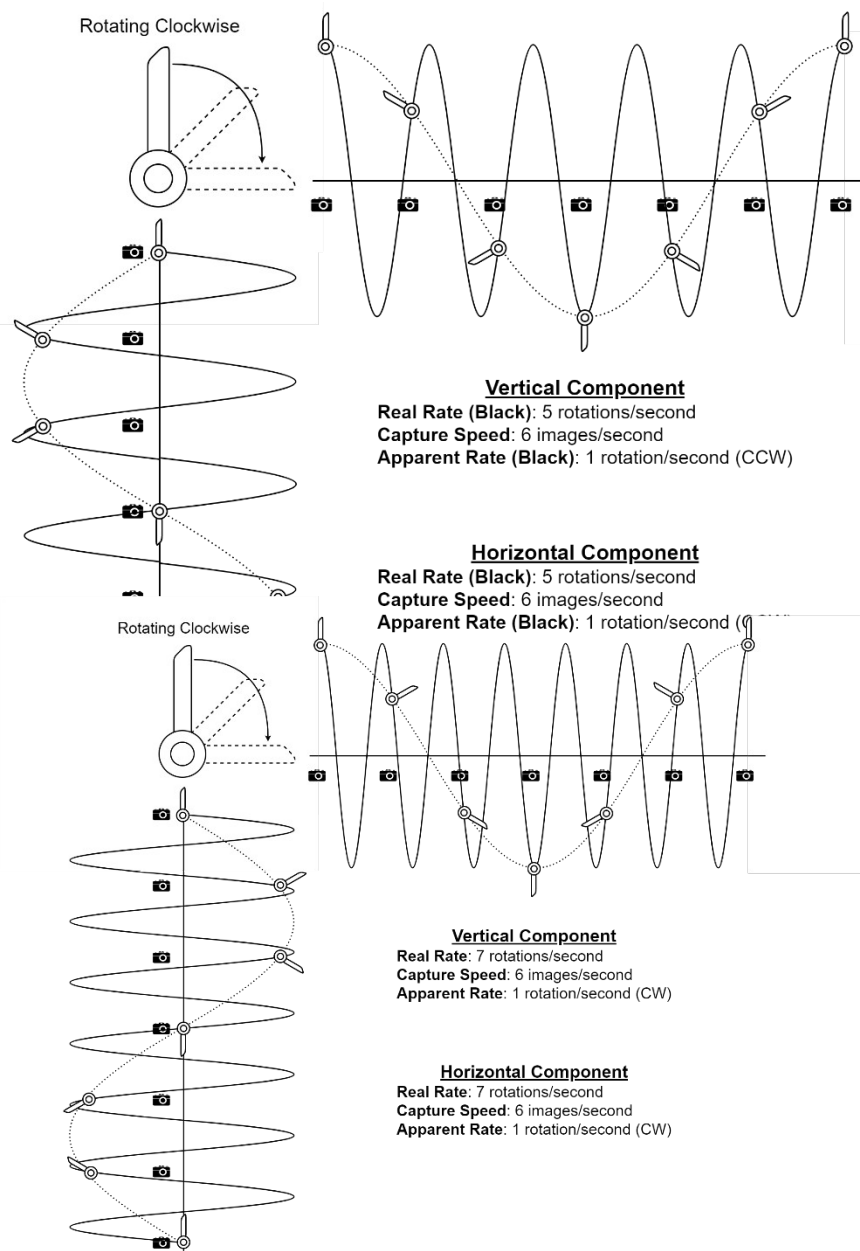 Rotating Clockwise
Vertical Component
Real Rate (Black): 5 rotations/second
Capture Speed: 6 images/second
Apparent Rate (Black): 1 rotation/second (CCW)
Horizontal Component
Real Rate (Black): 5 rotations/second
Capture Speed: 6 images/second
Apparent Rate (Black): 1 rotation/second
Rotating Clockwise
Vertical Component
Real Rate: 7 rotations/second
Capture Speed: 6 images/second
Apparent Rate: 1 rotation/second (CW)
Horizontal Component
Real Rate: 7 rotations/second
Capture Speed: 6 images/second
Apparent Rate: 1 rotation/second (CW)